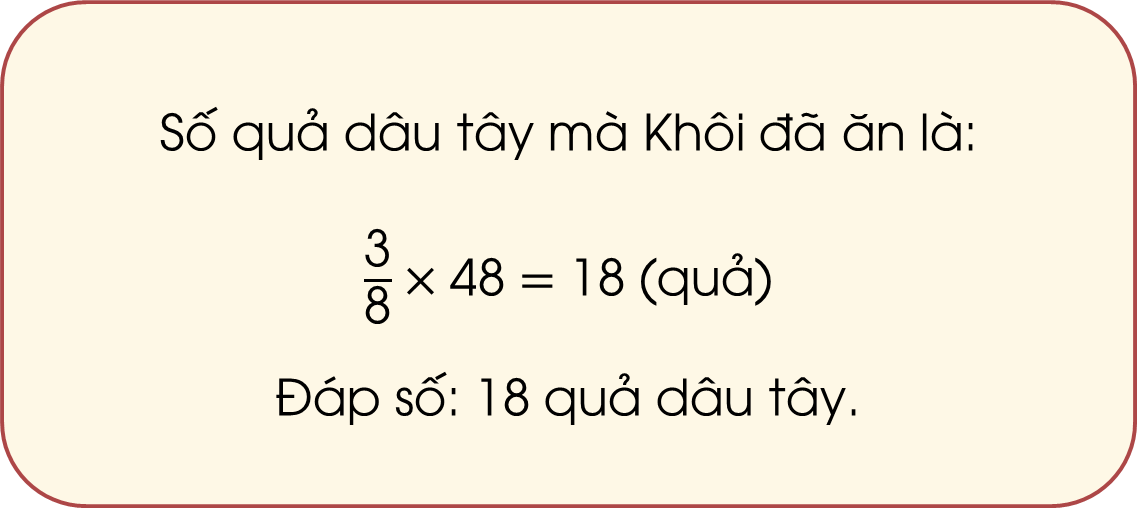 Số quả dâu tây mà Khôi đã ăn là:
3/8 × 48 = 18 (quả)
Đáp số: 18 quả dâu tây.